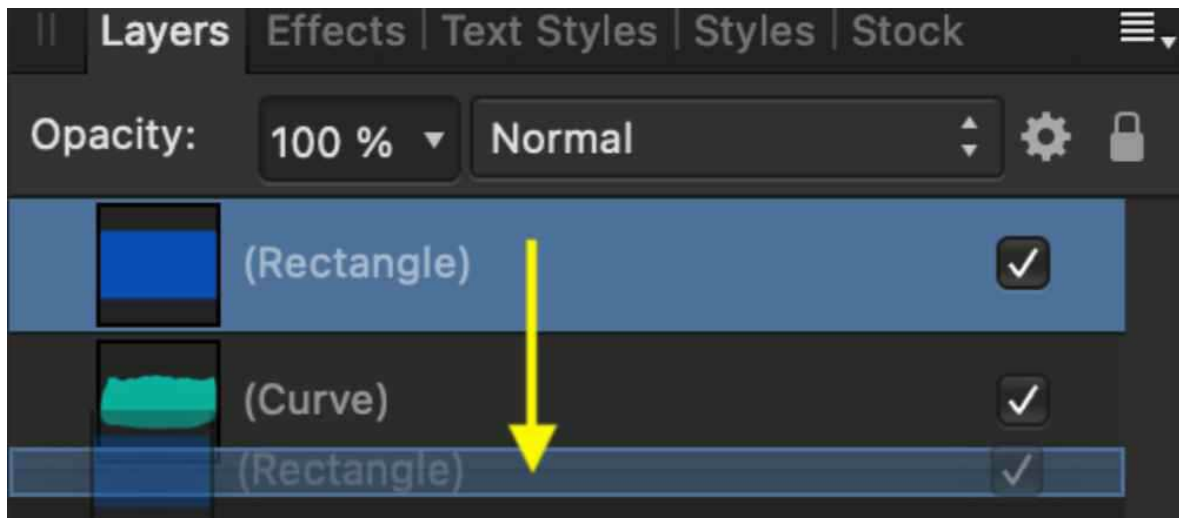 Layers Effects | Text Styles | Styles | Stock
Opacity: 100 % Normal
(Rectangle)
(Curve)
(Rectangle)